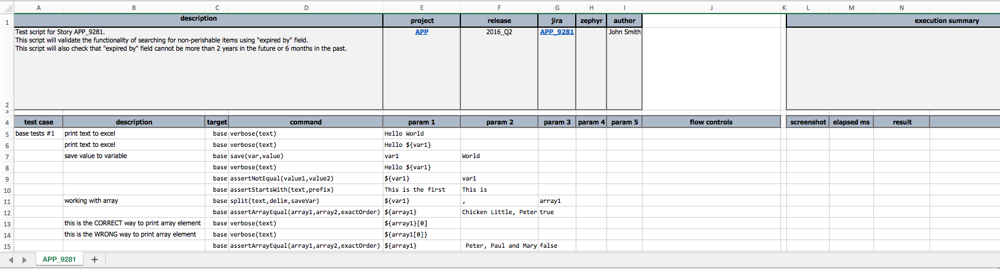 A B C D E F G H I J K L M N
1 description project release jira zephyr author execution summary
Test script for Story APP_9281. APP 2016_Q2 APP_9281 John Smith
This script will validate the functionality of searching for non-perishable items using "expired by" field.
This script will also check that "expired by" field cannot be more than 2 years in the future or 6 months in the past.
2
3
4 test case description target command param 1 param 2 param 3 param 4 param 5 flow controls screenshot elapsed ms result
5 base tests #1 print text to excel base verbose(text) Hello World
6 print text to excel base verbose(text) Hello ${var1}
7 save value to variable base save(var,value) var1 World
8 base verbose(text) Hello ${var1}
9 base assertNotEqual(value1,value2) ${var1} var1
10 base assertStartsWith(text,prefix) This is the first This is
11 working with array base split(text,delim,saveVar) ${var1} , array1
12 base assertArrayEqual(array1,array2,exactOrder) ${array1} Chicken Little, Peter true
13 this is the CORRECT way to print array element base verbose(text) ${array1}[0]
14 this is the WRONG way to print array element base verbose(text) ${array1[0]}
15 base assertArrayEqual(array1,array2,exactOrder) ${array1} Peter, Paul and Mary false
APP_9281 +